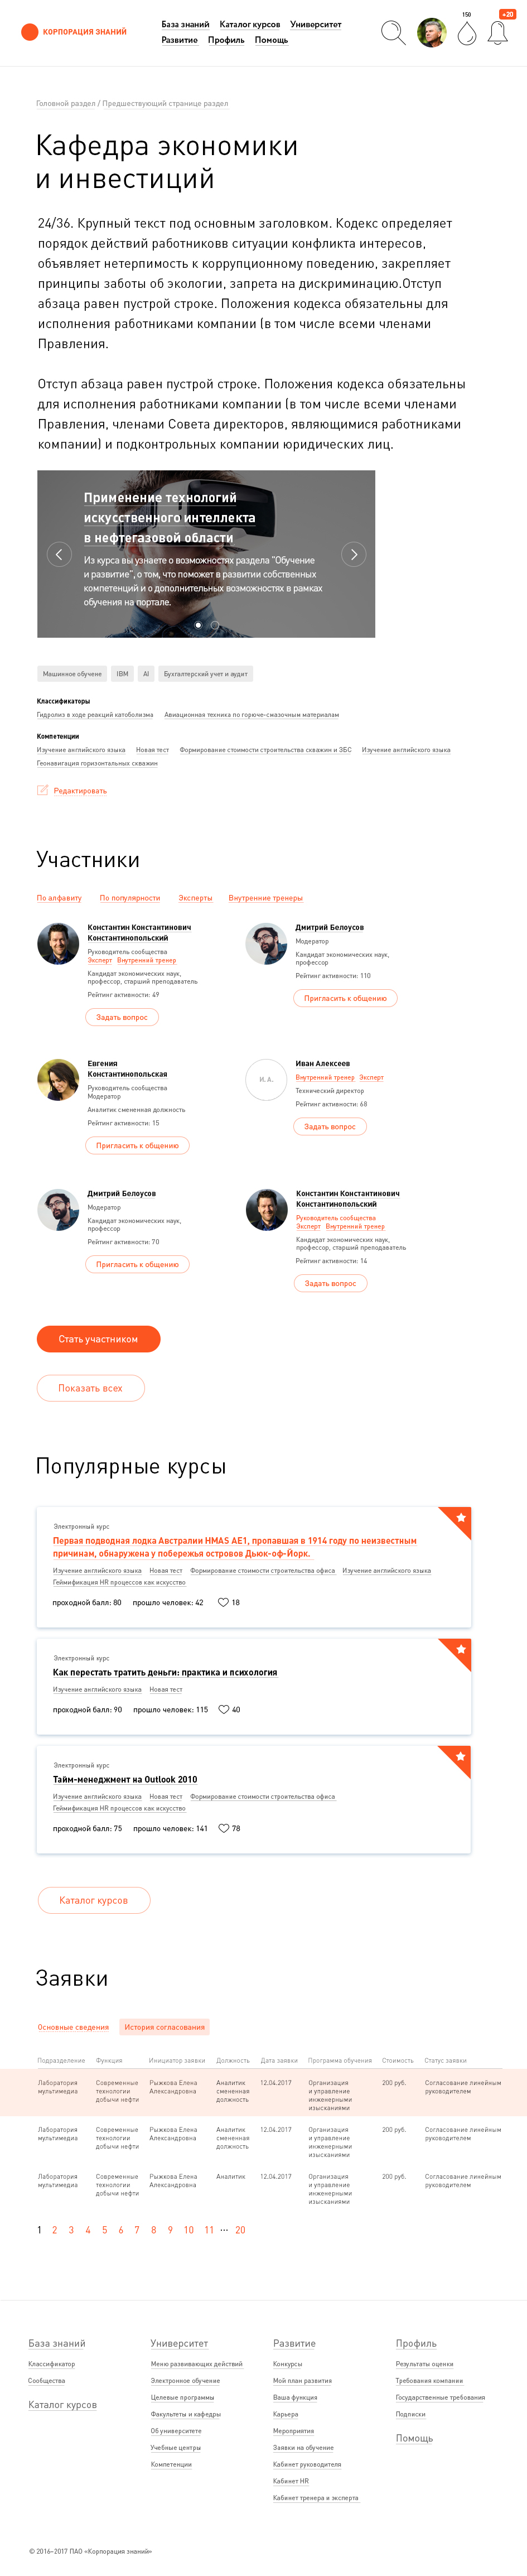 КОРПОРАЦИЯ ЗНАНИЙ
База знаний Каталог курсов Университет
Развитие Профиль Помощь
150
+20
Головной раздел / Предшествующий странице раздел
Кафедра экономики
и инвестиций
24/36. Крупный текст под основным заголовком. Кодекс определяет
порядок действий работниковв ситуации конфликта интересов,
объявляет нетерпимость к коррупционному поведению, закрепляет
принципы заботы об экологии, запрета на дискриминацию.Отступ
абзаца равен пустрой строке. Положения кодекса обязательны для
исполнения работниками компании (в том числе всеми членами
Правления.
Отступ абзаца равен пустрой строке. Положения кодекса обязательны
для исполнения работниками компании (в том числе всеми членами
Правления, членами Совета директоров, являющимися работниками
компании) и подконтрольных компании юридических лиц.
Применение технологий
искусственного интеллекта
в нефтегазовой области
Из курса вы узнаете о возможностях раздела "Обучение
и развитие", о том, что поможет в развитии собственных
компетенций и о дополнительных возможностях в рамках
обучения на портале.
Машинное обучене IBM AI Бухгалтерский учет и аудит
Классификаторы
Гидролиз в ходе реакций катоболизма Авиационная техника по горюче-смазочным материалам
Компетенции
Изучение английского языка Новая тест Формирование стоимости строительства скважин и ЗБС Изучение английского языка
Геонавигация горизонтальных скважин
Редактировать
Участники
По алфавиту По популярности Эксперты Внутренние тренеры
Константин Константинович
Константинопольский
Руководитель сообщества
Эксперт Внутренний тренер
Кандидат экономических наук,
профессор, старший преподаватель
Рейтинг активности: 49
Задать вопрос
Дмитрий Белоусов
Модератор
Кандидат экономических наук,
профессор
Рейтинг активности: 110
Пригласить к общению
Евгения
Константинопольская
Руководитель сообщества
Модератор
Аналитик смененная должность
Рейтинг активности: 15
Пригласить к общению
И.А.
Иван Алексеев
Внутренний тренер Эксперт
Технический директор
Рейтинг активности: 68
Задать вопрос
Дмитрий Белоусов
Модератор
Кандидат экономических наук,
профессор
Рейтинг активности: 70
Пригласить к общению
Константин Константинович
Константинопольский
Руководитель сообщества
Эксперт Внутренний тренер
Кандидат экономических наук,
профессор, старший преподаватель
Рейтинг активности: 14
Задать вопрос
Стать участником
Показать всех
Популярные курсы
Электронный курс
Первая подводная лодка Австралии HMAS AE1, пропавшая в 1914 году по неизвестным
причинам, обнаружена у побережья островов Дьюк-оф-Йорк.
Изучение английского языка Новая тест Формирование стоимости строительства офиса Изучение английского языка
Геймификация HR процессов как искусство
проходной балл: 80 прошло человек: 42 18
Электронный курс
Как перестать тратить деньги: практика и психология
Изучение английского языка Новая тест
проходной балл: 90 прошло человек: 115 40
Электронный курс
Тайм-менеджмент на Outlook 2010
Изучение английского языка Новая тест Формирование стоимости строительства офиса
Геймификация HR процессов как искусство
проходной балл: 75 прошло человек: 141 78
Каталог курсов
Заявки
Основные сведения История согласования
Подразделение Функция Инициатор заявки Должность Дата заявки Программа обучения Стоимость Статус заявки
Лаборатория Современные Рыжкова Елена Аналитик 12.04.2017 Организация 200 руб. Согласование линейным
мультимедиа технологии Александровна смененная и управление руководителем
добычи нефти должность инженерными
изысканиями
Лаборатория Современные Рыжкова Елена Аналитик 12.04.2017 Организация 200 руб. Согласование линейным
мультимедиа технологии Александровна смененная и управление руководителем
добычи нефти должность инженерными
изысканиями
Лаборатория Современные Рыжкова Елена Аналитик 12.04.2017 Организация 200 руб. Согласование линейным
мультимедиа технологии Александровна и управление руководителем
добычи нефти инженерными
изысканиями
1 2 3 4 5 6 7 8 9 10 11 ... 20
База знаний
Классификатор
Сообщества
Каталог курсов
Университет
Меню развивающих действий
Электронное обучение
Целевые программы
Факультеты и кафедры
Об университете
Учебные центры
Компетенции
Развитие
Конкурсы
Мой план развития
Ваша функция
Карьера
Мероприятия
Заявки на обучение
Кабинет руководителя
Кабинет HR
Кабинет тренера и эксперта
Профиль
Результаты оценки
Требования компании
Государственные требования
Подписки
Помощь
© 2016–2017 ПАО «Корпорация знаний»